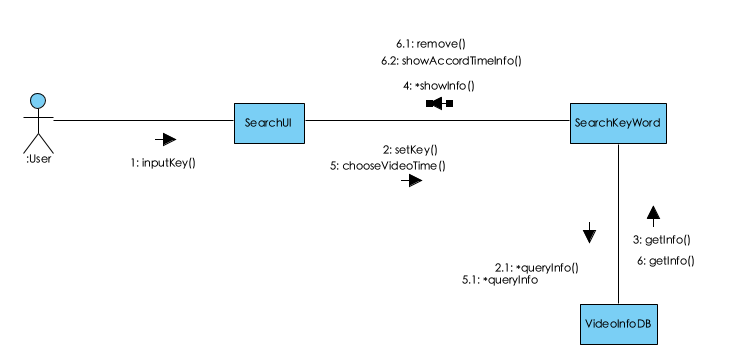 6.1: remove()
6.2: showAccordTimeInfo()
4: *showInfo()
SearchUI
SearchKeyWord
:User
1: inputKey()
2: setKey()
5: chooseVideoTime()
3: getInfo()
6: getInfo()
2.1: *queryInfo()
5.1: *queryInfo
VideoInfoDB